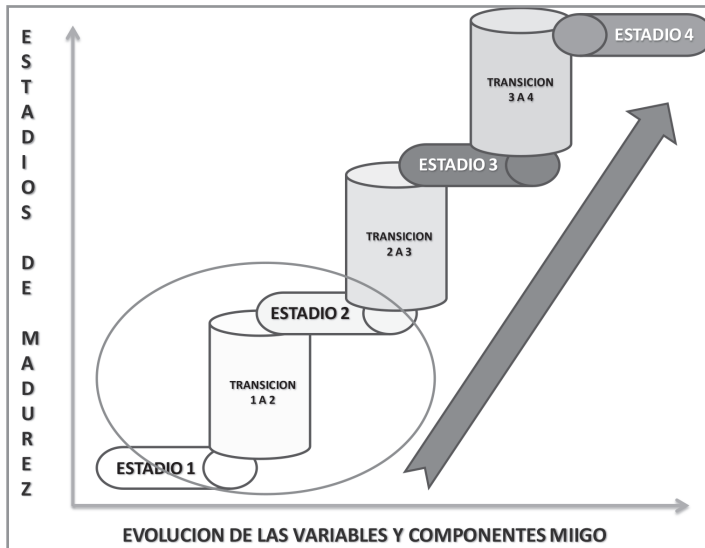 ESTADIOS DE MADUREZ
ESTADIO 4
TRANSICION
3 A 4
ESTADIO 3
TRANSICION
2 A 3
ESTADIO 2
TRANSICION
1 A 2
ESTADIO 1
EVOLUCION DE LAS VARIABLES Y COMPONENTES MIIGO